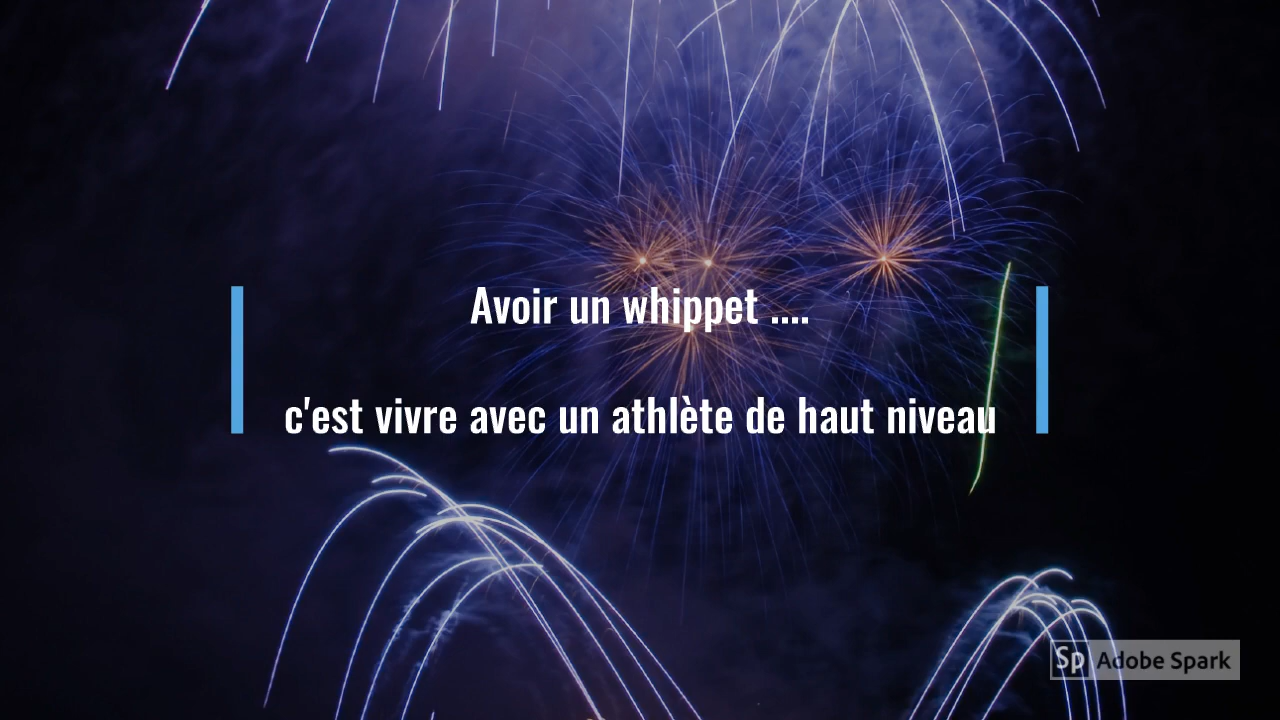 Avoir un whippet ....
c'est vivre avec un athlète de haut niveau
Sp Adobe Spark